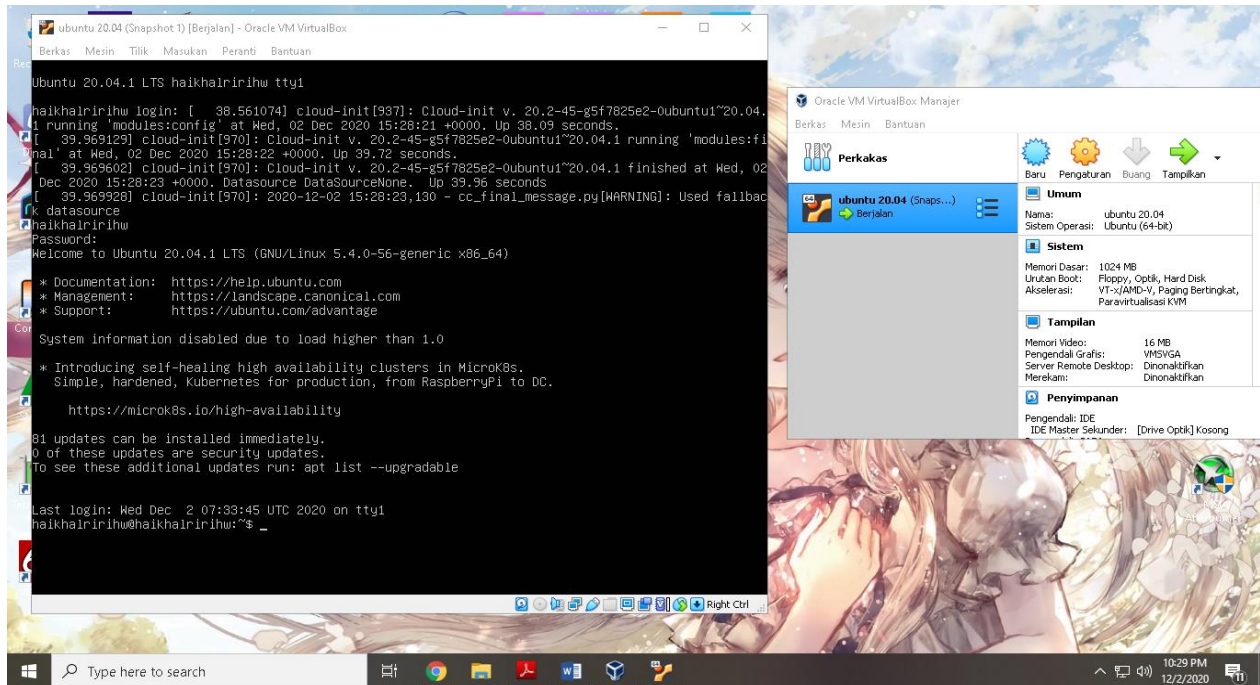 ubuntu 20.04 (Snapshot 1) [Berjalan] - Oracle VM VirtualBox
Berkas Mesin Tilik Masukan Peranti Bantuan
Ubuntu 20.04.1 LTS haikhalririhw tty1
haikhalririhw login: [   38.561074] cloud-init[937]: Cloud-init v. 20.2-45-g5f7825e2-0ubuntu1~20.04.
1 running 'modules:config' at Wed, 02 Dec 2020 15:28:21 +0000. Up 38.09 seconds.
[   39.969129] cloud-init[970]: Cloud-init v. 20.2-45-g5f7825e2-0ubuntu1~20.04.1 running 'modules:fi
nal' at Wed, 02 Dec 2020 15:28:22 +0000. Up 39.72 seconds.
[   39.969602] cloud-init[970]: Cloud-init v. 20.2-45-g5f7825e2-0ubuntu1~20.04.1 finished at Wed, 02
Dec 2020 15:28:23 +0000. Datasource DataSourceNone.  Up 39.96 seconds
[   39.969928] cloud-init[970]: 2020-12-02 15:28:23,130 - cc_final_message.py[WARNING]: Used fallbac
k datasource
haikhalririhw
Password:
Welcome to Ubuntu 20.04.1 LTS (GNU/Linux 5.4.0-56-generic x86_64)
* Documentation:  https://help.ubuntu.com
* Management:     https://landscape.canonical.com
* Support:        https://ubuntu.com/advantage
System information disabled due to load higher than 1.0
* Introducing self-healing high availability clusters in MicroK8s.
Simple, hardened, Kubernetes for production, from RaspberryPi to DC.
https://microk8s.io/high-availability
81 updates can be installed immediately.
0 of these updates are security updates.
To see these additional updates run: apt list --upgradable
Last login: Wed Dec  2 07:33:45 UTC 2020 on tty1
haikhalririhw@haikhalririhw:~$ _
Right Ctrl
Oracle VM VirtualBox Manajer
Berkas Mesin Bantuan
Perkakas
ubuntu 20.04 (Snaps...)
Berjalan
Baru Pengaturan Buang Tampilkan
Umum
Nama: ubuntu 20.04
Sistem Operasi: Ubuntu (64-bit)
Sistem
Memori Dasar: 1024 MB
Urutan Boot: Floppy, Optik, Hard Disk
Akselerasi: VT-x/AMD-V, Paging Bertingkat,
Paravirtualisasi KVM
Tampilan
Memori Video: 16 MB
Pengendali Grafis: VMSVGA
Server Remote Desktop: Dinonaktifkan
Merekam: Dinonaktifkan
Penyimpanan
Pengendali: IDE
IDE Master Sekunder: [Drive Optik] Kosong
Type here to search
10:29 PM
12/2/2020
11